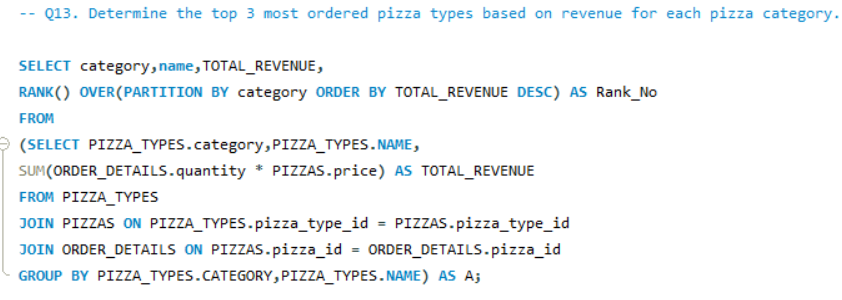 -- Q13. Determine the top 3 most ordered pizza types based on revenue for each pizza category.
SELECT category,name,TOTAL_REVENUE,
RANK() OVER(PARTITION BY category ORDER BY TOTAL_REVENUE DESC) AS Rank_No
FROM
(SELECT PIZZA_TYPES.category,PIZZA_TYPES.NAME,
SUM(ORDER_DETAILS.quantity * PIZZAS.price) AS TOTAL_REVENUE
FROM PIZZA_TYPES
JOIN PIZZAS ON PIZZA_TYPES.pizza_type_id = PIZZAS.pizza_type_id
JOIN ORDER_DETAILS ON PIZZAS.pizza_id = ORDER_DETAILS.pizza_id
GROUP BY PIZZA_TYPES.CATEGORY,PIZZA_TYPES.NAME) AS A;